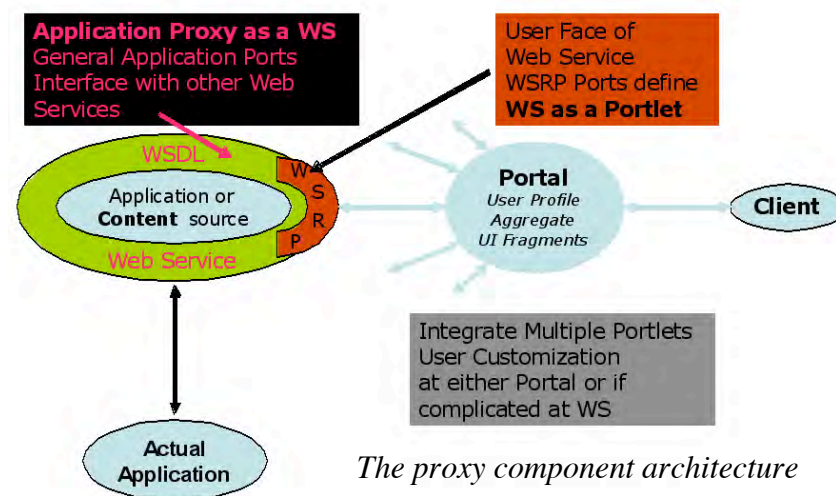 Application Proxy as a WS
General Application Ports
Interface with other Web
Services
User Face of
Web Service
WSRP Ports define
WS as a Portlet
WSDL
W
S
R
P
Application or
Content source
Web Service
Portal
User Profile
Aggregate
UI Fragments
Client
Integrate Multiple Portlets
User Customization
at either Portal or if
complicated at WS
Actual
Application
The proxy component architecture